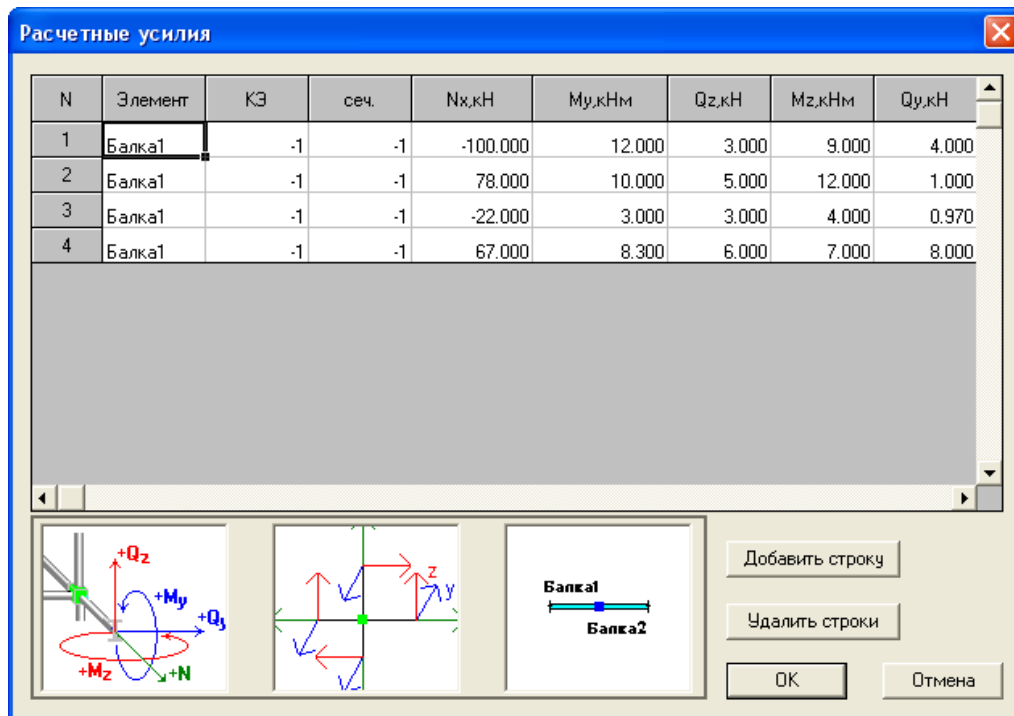 Расчетные усилия
N Элемент КЭ сеч. Nx,кН My,кНм Qz,кН Mz,кНм Qy,кН
1 Балка1 -1 -1 -100.000 12.000 3.000 9.000 4.000
2 Балка1 -1 -1 78.000 10.000 5.000 12.000 1.000
3 Балка1 -1 -1 -22.000 3.000 3.000 4.000 0.970
4 Балка1 -1 -1 67.000 8.300 6.000 7.000 8.000
+Qz
+My
+Qy
+Mz
+N
z
y
Балка1
Балка2
Добавить строку
Удалить строки
OK Отмена